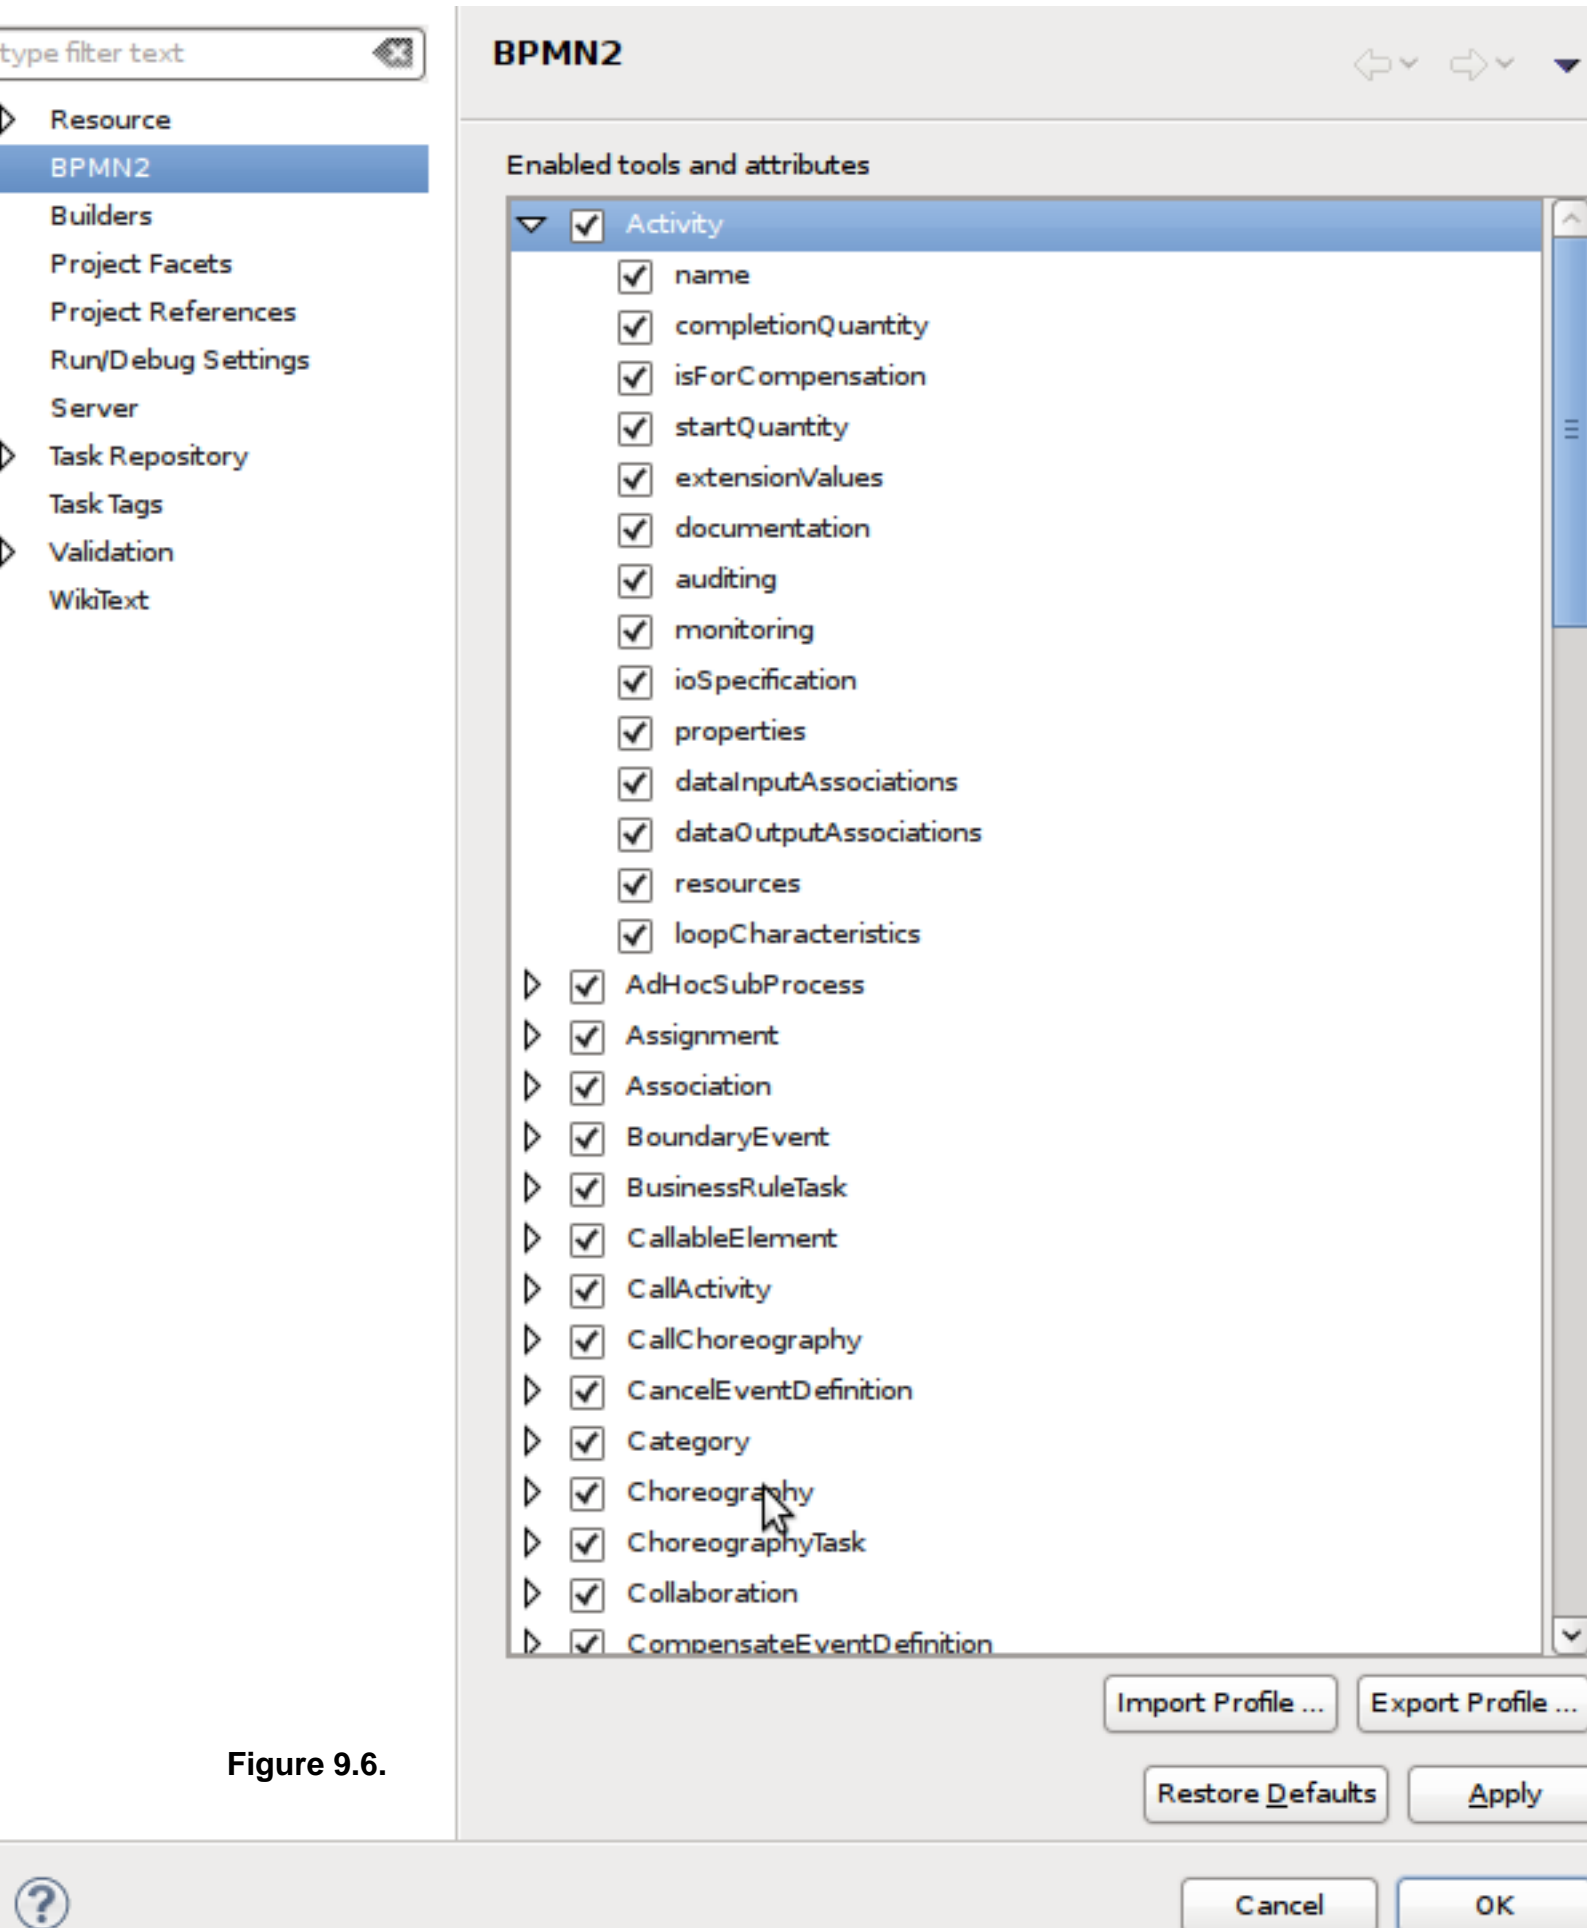 type filter text
Resource
BPMN2
Builders
Project Facets
Project References
Run/Debug Settings
Server
Task Repository
Task Tags
Validation
WikiText
BPMN2
Enabled tools and attributes
Activity
name
completionQuantity
isForCompensation
startQuantity
extensionValues
documentation
auditing
monitoring
ioSpecification
properties
dataInputAssociations
dataOutputAssociations
resources
loopCharacteristics
AdHocSubProcess
Assignment
Association
BoundaryEvent
BusinessRuleTask
CallableElement
CallActivity
CallChoreography
CancelEventDefinition
Category
Choreography
ChoreographyTask
Collaboration
CompensateEventDefinition
Import Profile ... Export Profile ...
Figure 9.6.
Restore Defaults Apply
Cancel OK